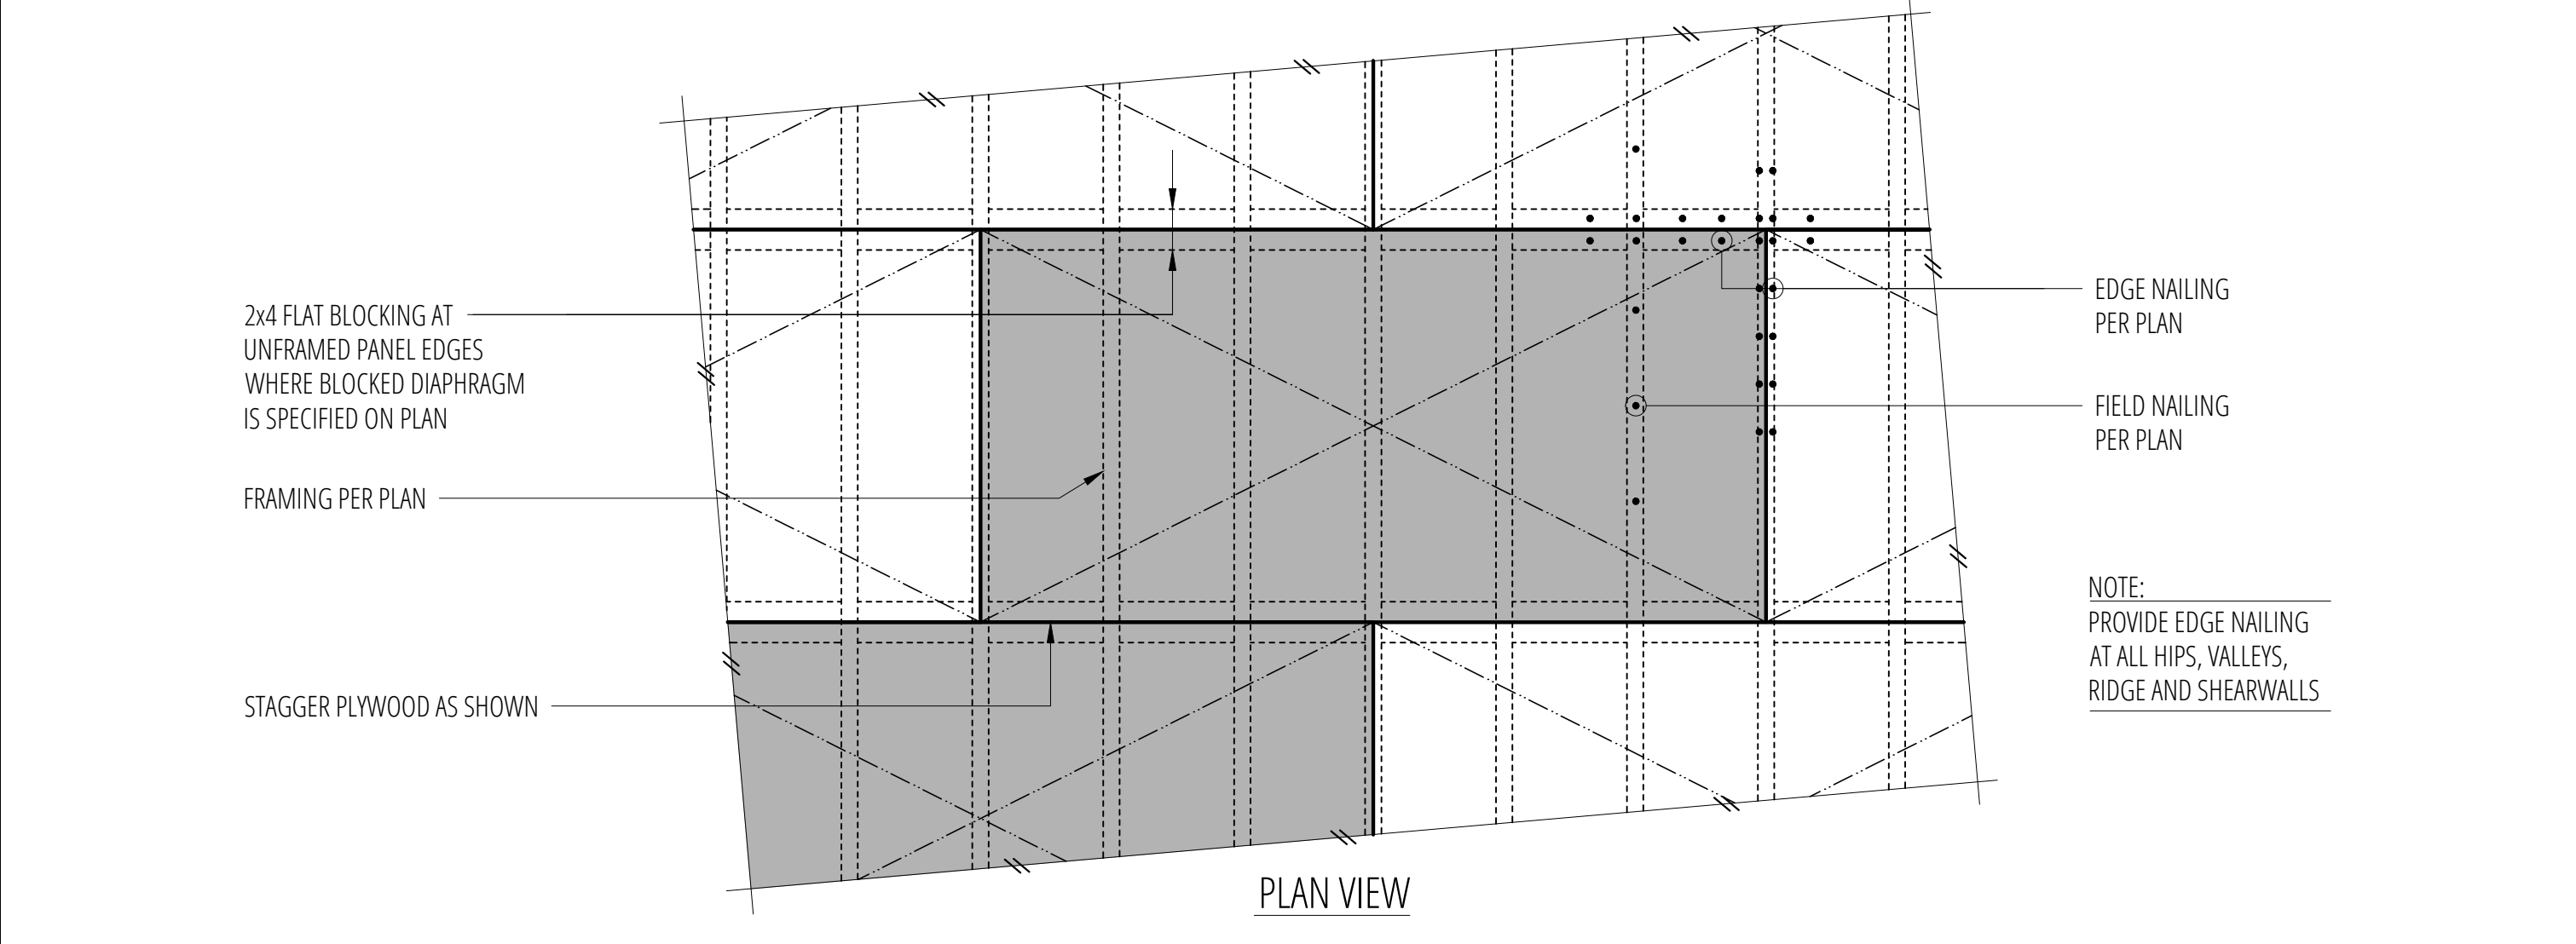 2x4 FLAT BLOCKING AT
UNFRAMED PANEL EDGES
WHERE BLOCKED DIAPHRAGM
IS SPECIFIED ON PLAN
FRAMING PER PLAN
STAGGER PLYWOOD AS SHOWN
EDGE NAILING
PER PLAN
FIELD NAILING
PER PLAN
NOTE:
PROVIDE EDGE NAILING
AT ALL HIPS, VALLEYS,
RIDGE AND SHEARWALLS
PLAN VIEW